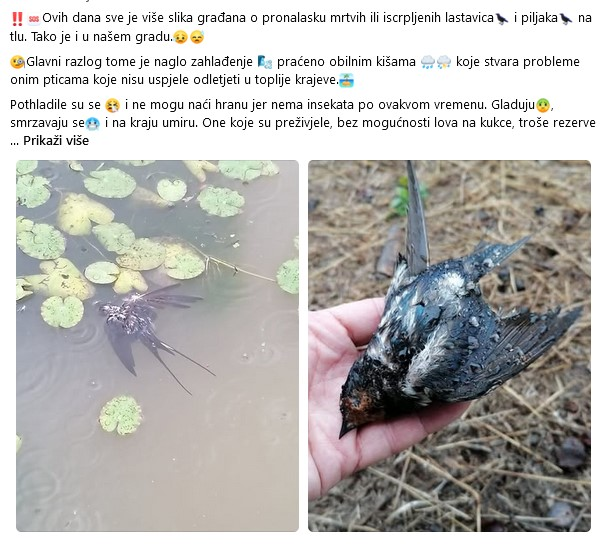 ‼️ 🆘 Ovih dana sve je više slika građana o pronalasku mrtvih ili iscrpljenih lastavica🐦‍⬛ i piljaka🐦‍⬛ na
tlu. Tako je i u našem gradu.😥😪
🧐Glavni razlog tome je naglo zahlađenje 🌬️ praćeno obilnim kišama 🌧️⛈️ koje stvara probleme
onim pticama koje nisu uspjele odletjeti u toplije krajeve.🏝️
Pothladile su se 🤧 i ne mogu naći hranu jer nema insekata po ovakvom vremenu. Gladuju🤢,
smrzavaju se🥶 i na kraju umiru. One koje su preživjele, bez mogućnosti lova na kukce, troše rezerve
... Prikaži više